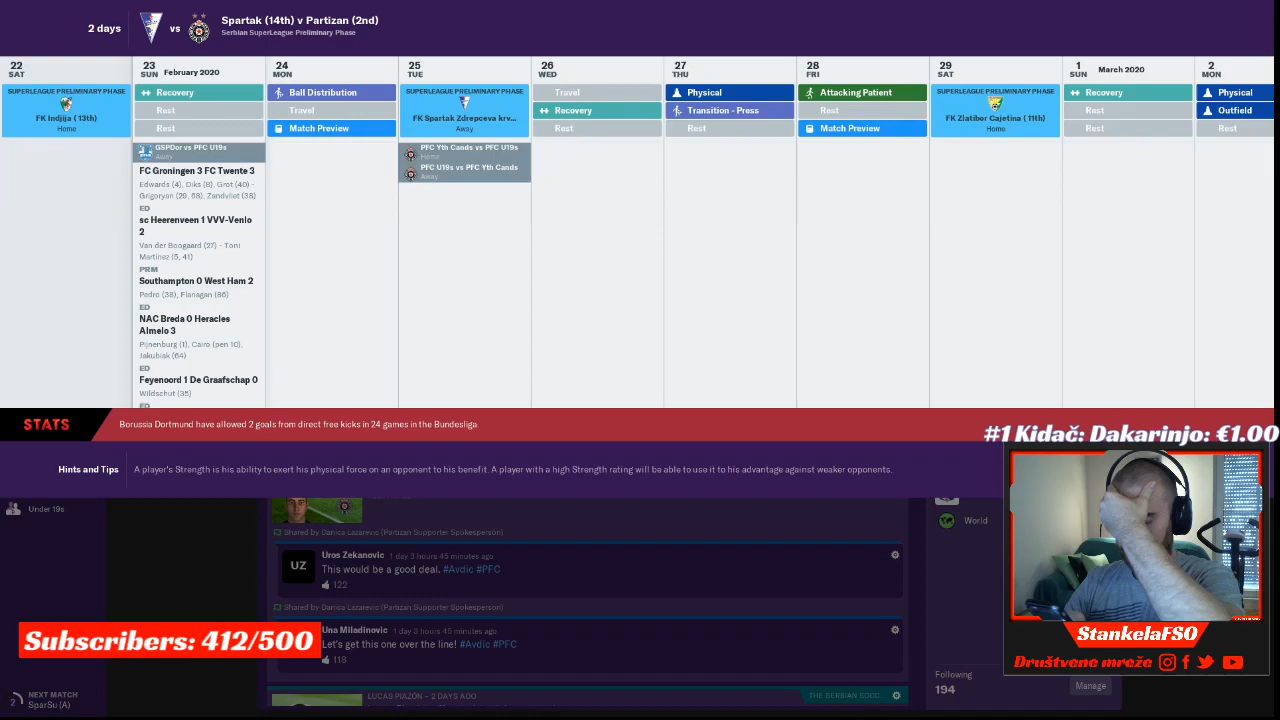 2 days
vs
Spartak (14th) v Partizan (2nd)
Serbian SuperLeague Preliminary Phase
22
SAT
23
SUN February 2020
24
MON
25
TUE
26
WED
27
THU
28
FRI
29
SAT
1
SUN March 2020
2
MON
SUPERLEAGUE PRELIMINARY PHASE
FK Inđija (13th)
Home
Recovery
Rest
Rest
Ball Distribution
Travel
Match Preview
SUPERLEAGUE PRELIMINARY PHASE
FK Spartak Zdrepceva krv...
Away
Travel
Recovery
Rest
Physical
Transition - Press
Rest
Attacking Patient
Rest
Match Preview
SUPERLEAGUE PRELIMINARY PHASE
FK Zlatibor Cajetina ( 11th)
Home
Recovery
Rest
Rest
Physical
Outfield
Rest
GSPDor vs PFC U19s
Away
FC Groningen 3 FC Twente 3
Edwards (4), Diks (8), Grot (40) -
Grigoryan (29, 68), Zandvliet (38)
ED
sc Heerenveen 1 VVV-Venlo
2
Van der Boogaard (27) - Toni
Martínez (5, 41)
PRM
Southampton 0 West Ham 2
Pedro (38), Flanagan (86)
ED
NAC Breda 0 Heracles
Almelo 3
Pijnenburg (1), Cairo (pen 10),
Jakubiak (64)
ED
Feyenoord 1 De Graafschap 0
Wildschut (35)
ED
PFC Yth Cands vs PFC U19s
Home
PFC U19s vs PFC Yth Cands
Away
STATS
Borussia Dortmund have allowed 2 goals from direct free kicks in 24 games in the Bundesliga.
#1 Kidač: Dakarinjo: €1.00
Hints and Tips
A player's Strength is his ability to exert his physical force on an opponent to his benefit. A player with a high Strength rating will be able to use it to his advantage against weaker opponents.
Under 19s
World
Shared by Danica Lazarevic (Partizan Supporter Spokesperson)
UZ
Uros Zekanovic 1 day 3 hours 45 minutes ago
This would be a good deal. #Avdic #PFC
122
Shared by Danica Lazarevic (Partizan Supporter Spokesperson)
Una Miladinovic 1 day 3 hours 45 minutes ago
Let's get this one over the line! #Avdic #PFC
118
Subscribers: 412/500
StankelaFSO
Društvene mreže
LUCAS PIAZÓN – 2 DAYS AGO
THE SERBIAN SOCC...
Following
194
Manage
2
NEXT MATCH
SparSu (A)